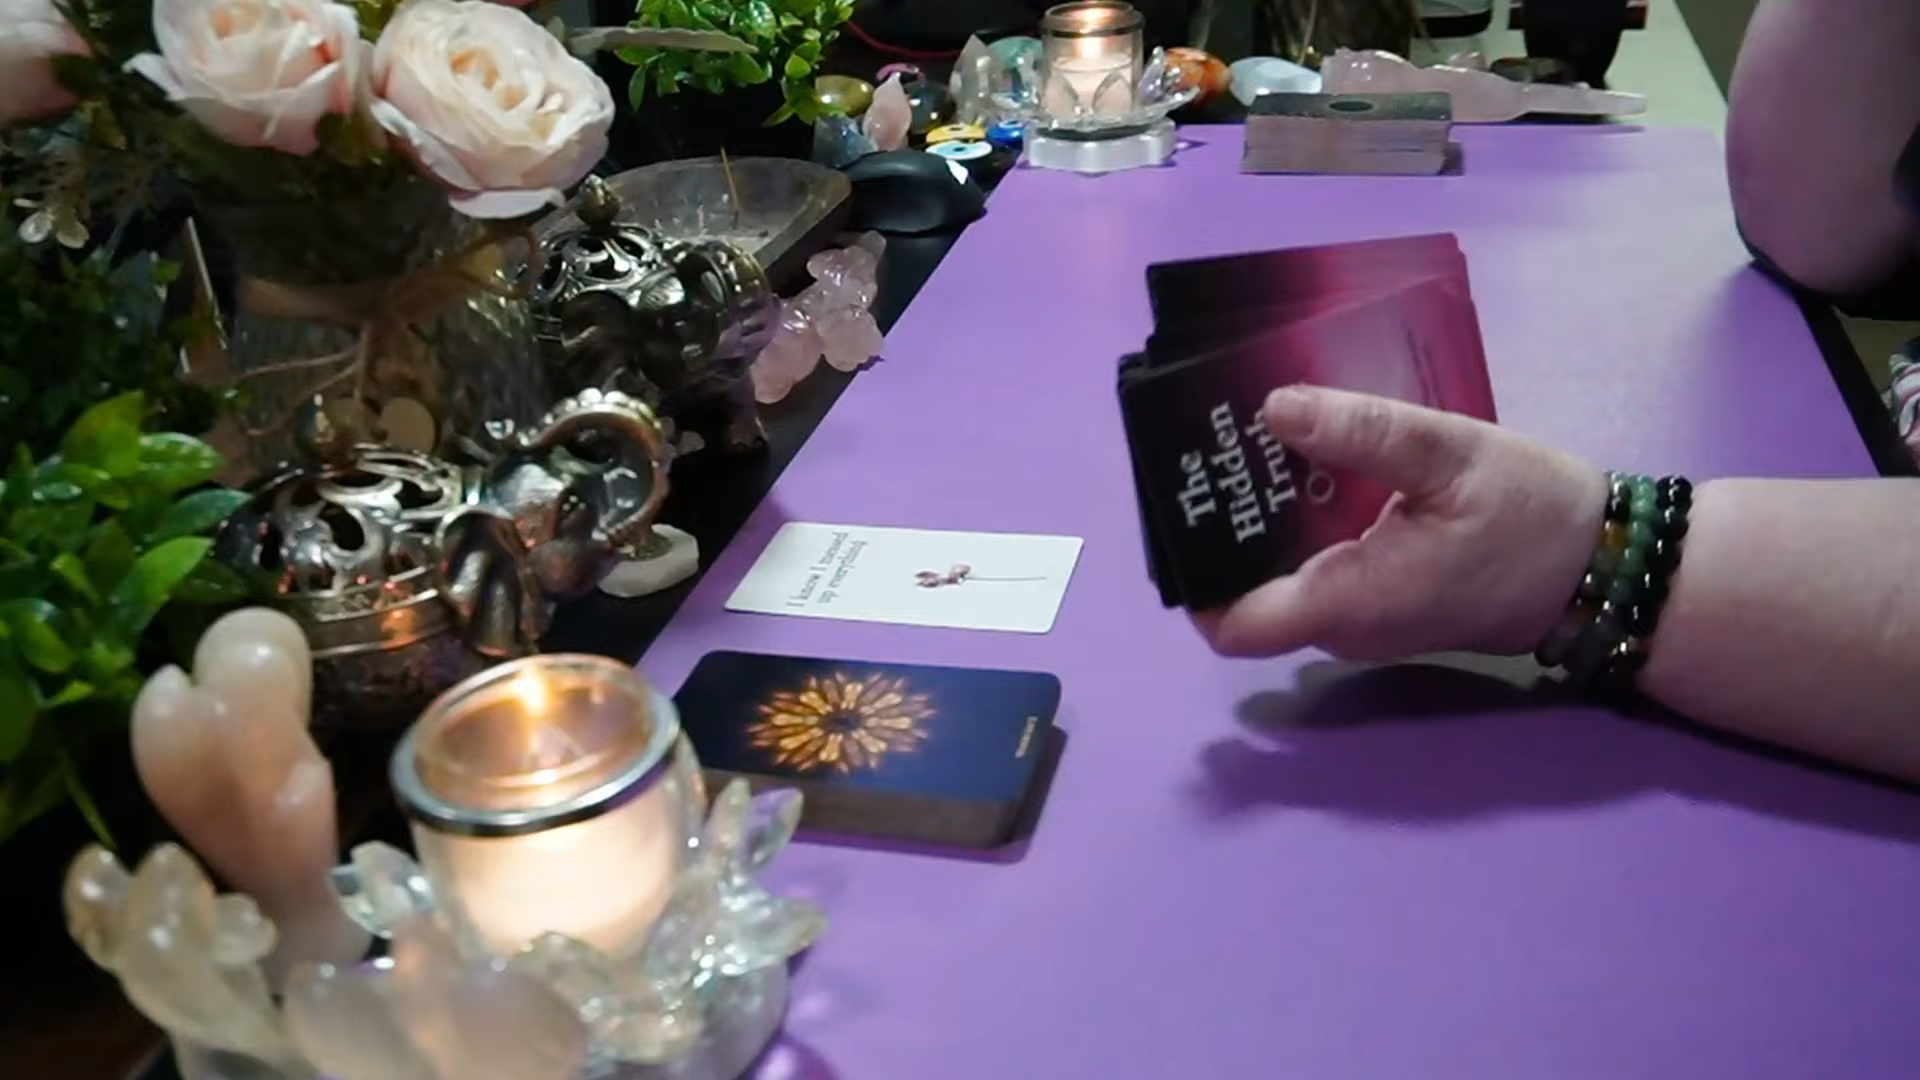 The
Hidden
Truth
I know I messed
up everything